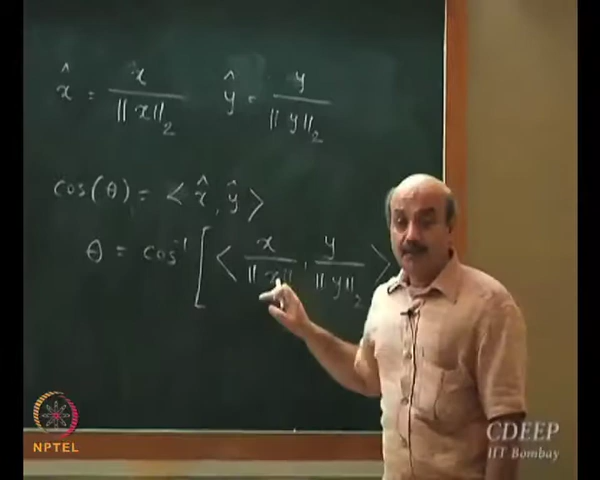 x̂ = x / ||x||₂    ŷ = y / ||y||₂
cos(θ) = < x̂, ŷ >
θ = cos⁻¹ [ < x / ||x|| , y / ||y||₂ >
NPTEL
CDEEP
IIT Bombay